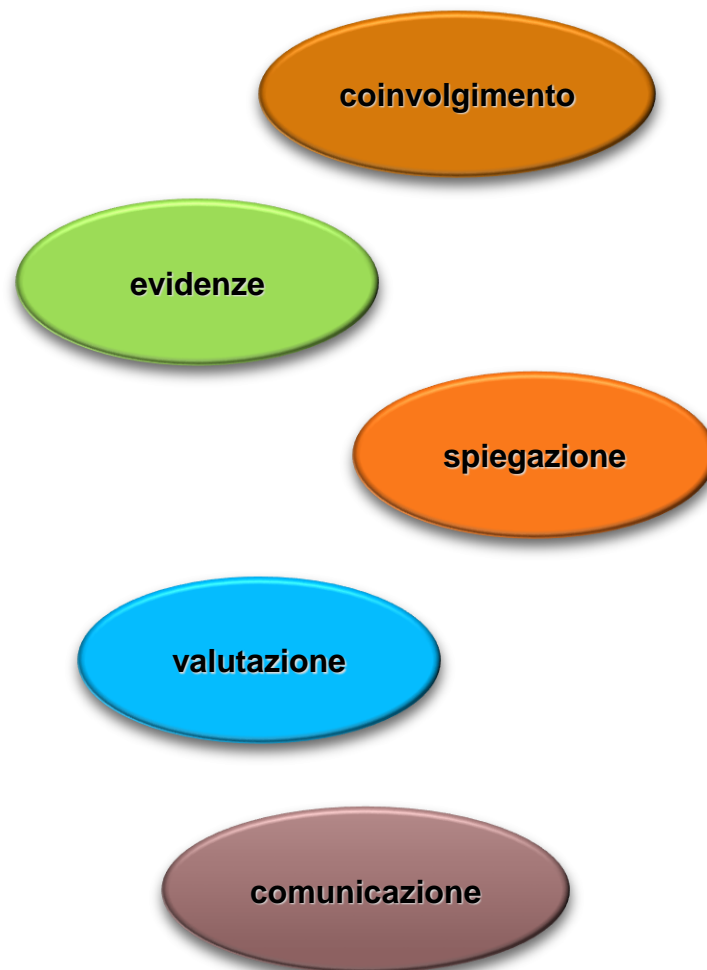 coinvolgimento
evidenze
spiegazione
valutazione
comunicazione